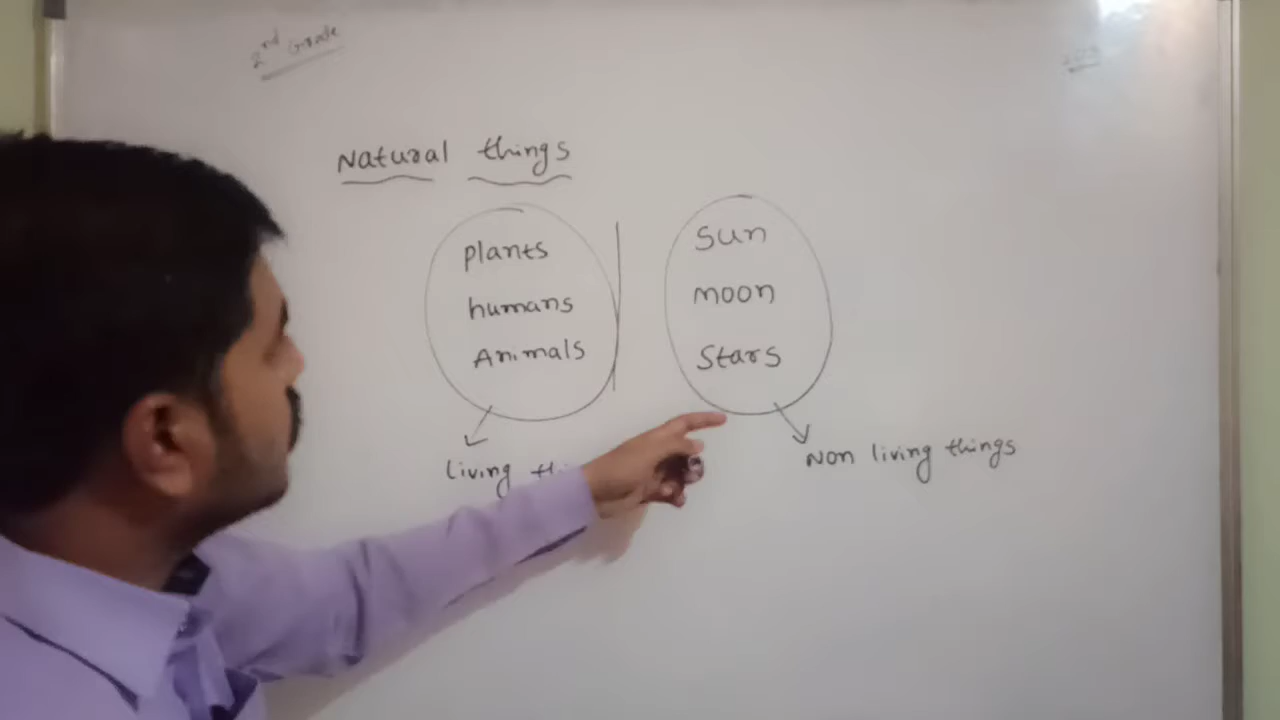 2nd Grade
Natural things
plants
humans
Animals
Sun
moon
Stars
Living
Non living things